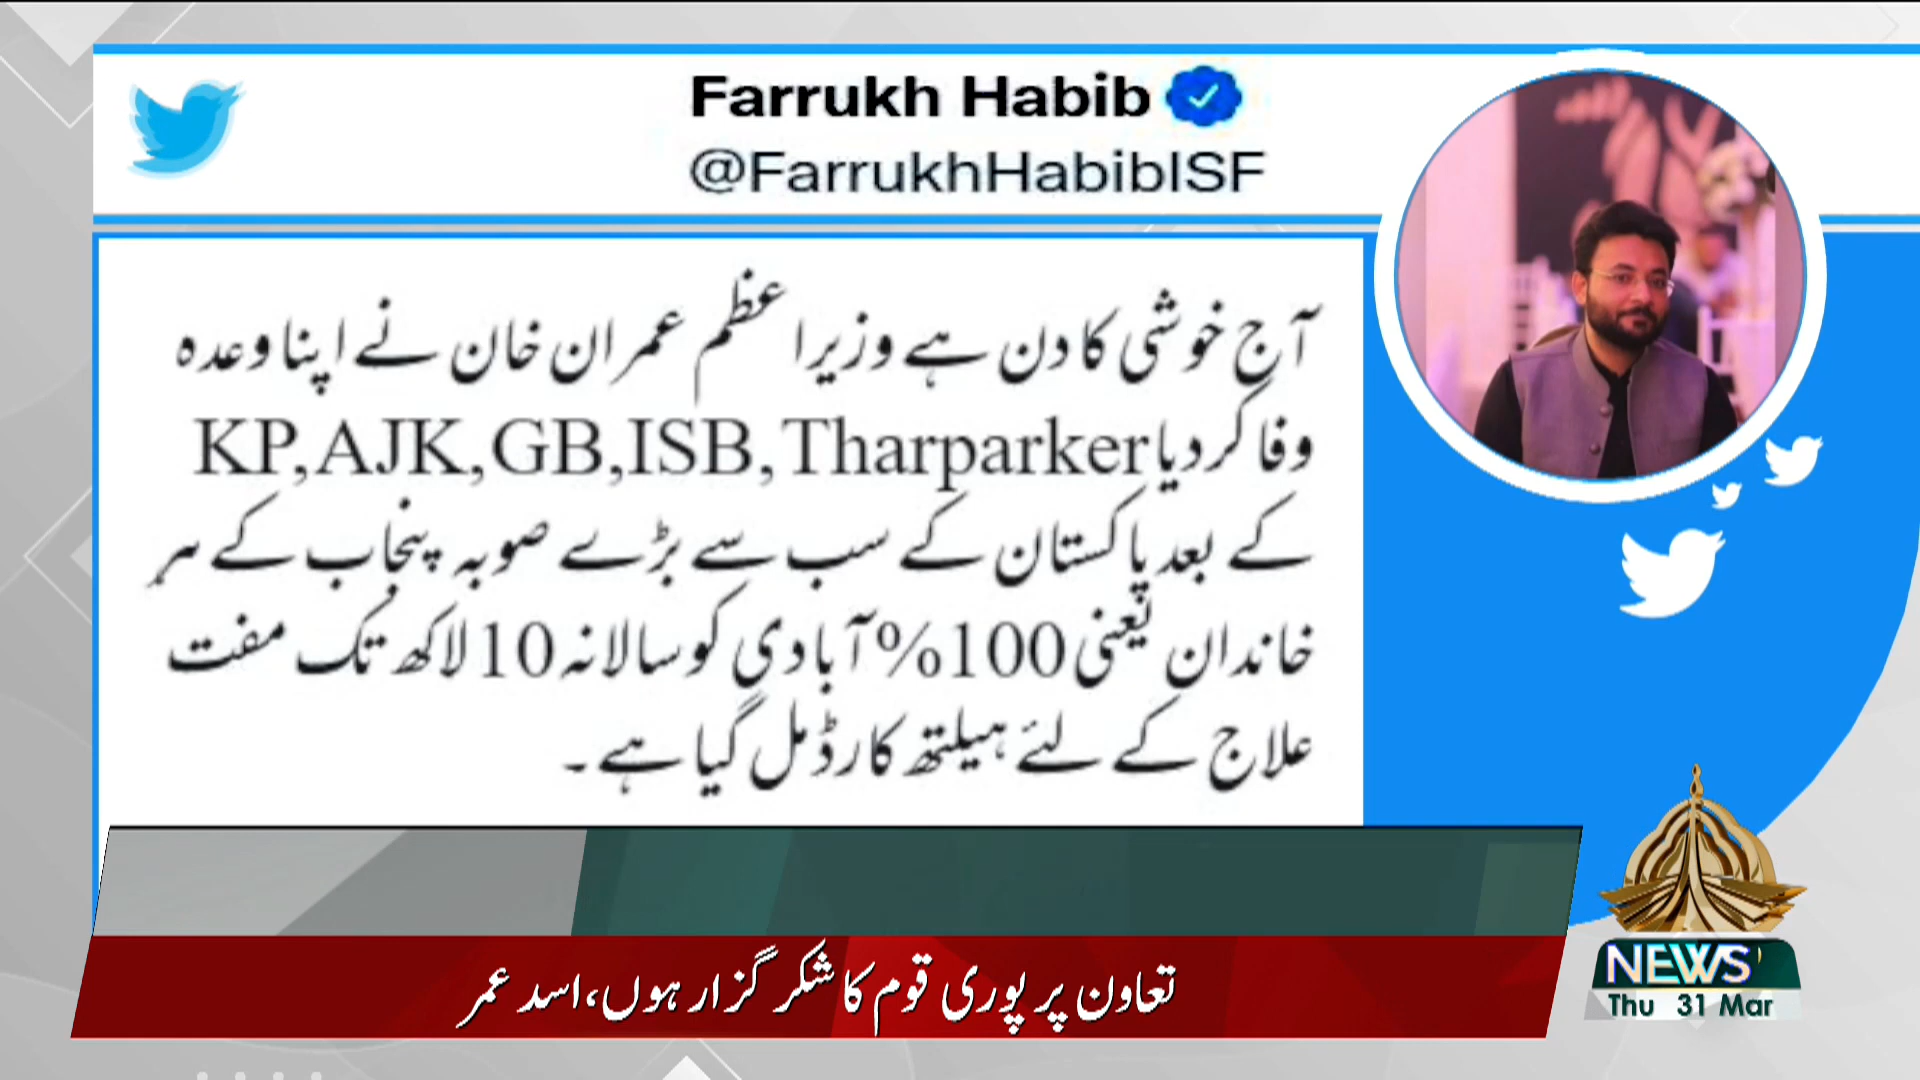 Farrukh Habib
@FarrukhHabibISF
آج خوشی کا دن ہے وزیراعظم عمران خان نے اپنا وعدہ
وفا کردیا KP,AJK,GB,ISB,Tharparker
کے بعد پاکستان کے سب سے بڑے صوبہ پنجاب کے ہر
خاندان یعنی 100% آبادی کو سالانہ 10 لاکھ تک مفت
علاج کے لئے ہیلتھ کارڈ مل گیا ہے۔
تعاون پر پوری قوم کا شکر گزار ہوں، اسد عمر
NEWS
Thu 31 Mar